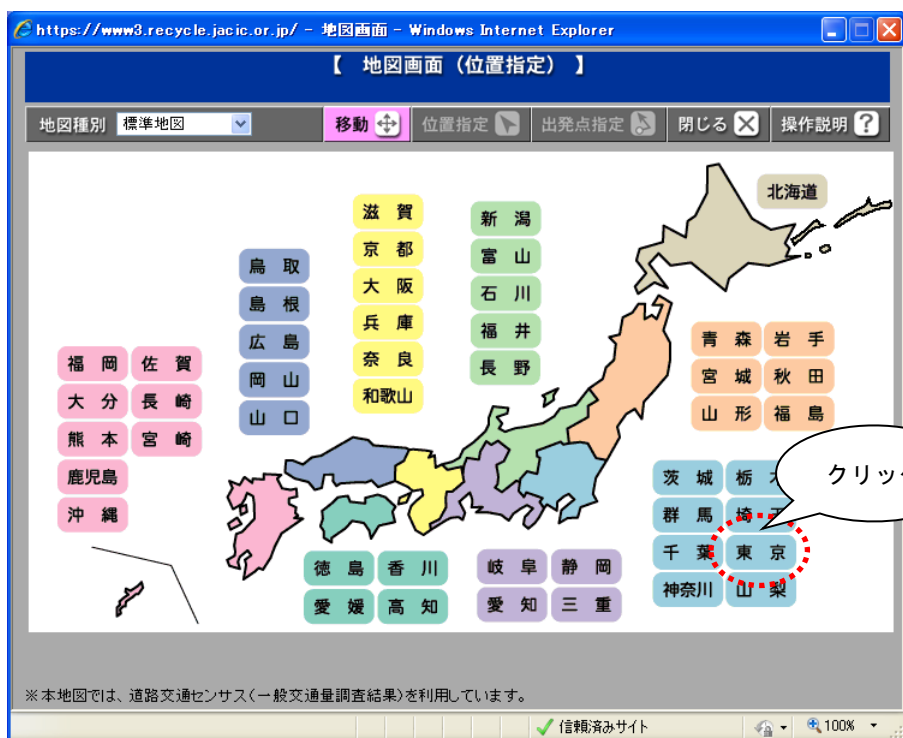 https://www3.recycle.jacic.or.jp/ - 地図画面 - Windows Internet Explorer
【 地図画面（位置指定） 】
地図種別 標準地図 移動 位置指定 出発点指定 閉じる 操作説明
北海道
滋賀
京都
大阪
兵庫
奈良
和歌山
新潟
富山
石川
福井
長野
鳥取
島根
広島
岡山
山口
青森 岩手
宮城 秋田
山形 福島
福岡 佐賀
大分 長崎
熊本 宮崎
鹿児島
沖縄
クリッ
茨城 栃
群馬 埼
千葉 東京
神奈川 山梨
徳島 香川
愛媛 高知
岐阜 静岡
愛知 三重
※本地図では、道路交通センサス(一般交通量調査結果)を利用しています。
信頼済みサイト 100%